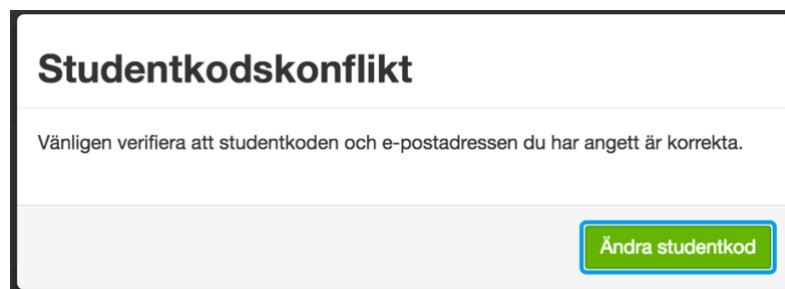 Studentkodskonflikt
Vänligen verifiera att studentkoden och e-postadressen du har angett är korrekta.
Ändra studentkod